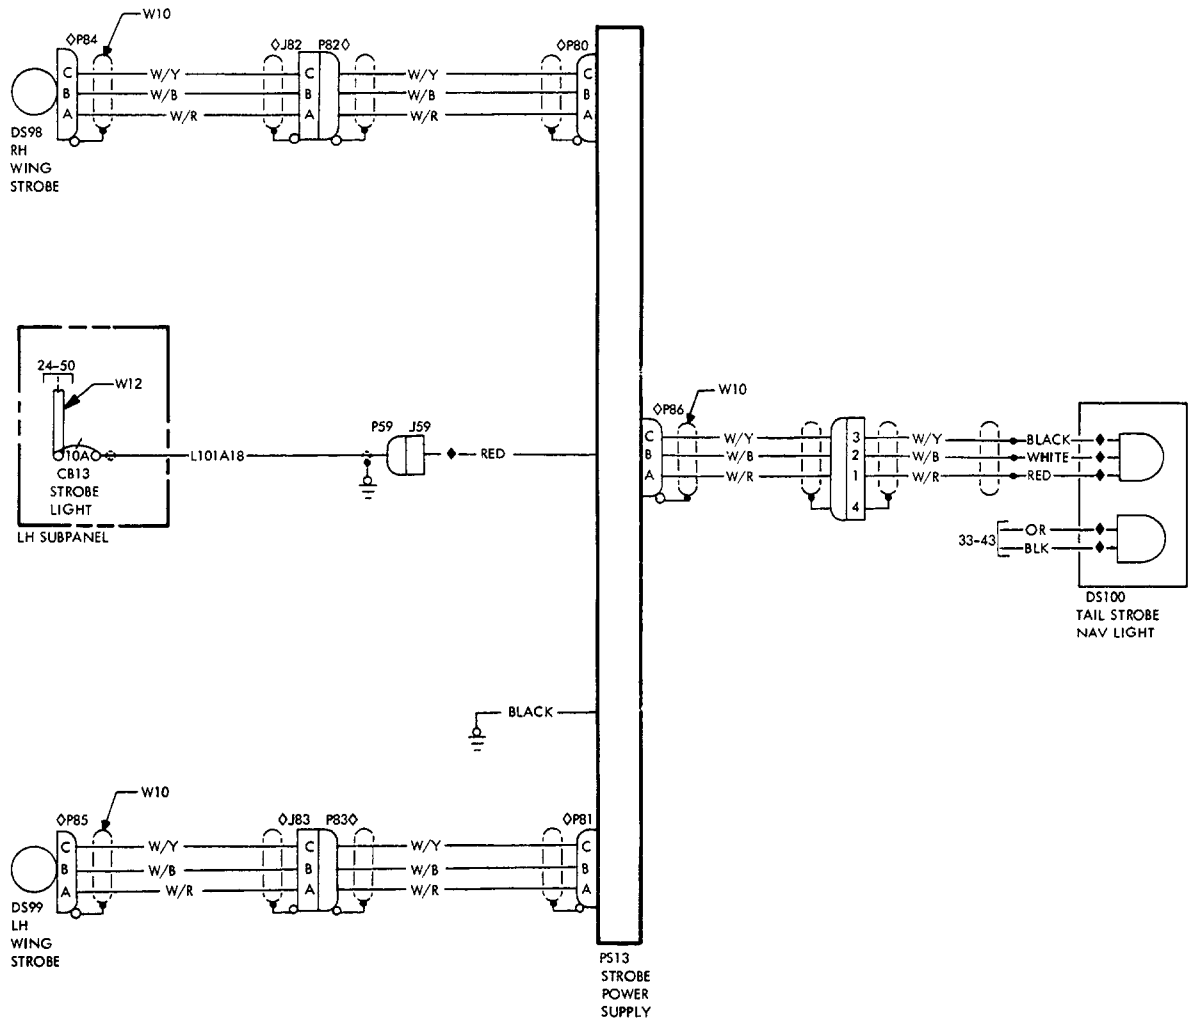 W10
◊P84
◊J82 P82◊
◊P80
C W/Y C W/Y C
B W/B B W/B B
A W/R A W/R A
DS98
RH
WING
STROBE
24-50
W12
10A
CB13
STROBE
LIGHT
LH SUBPANEL
L101A18
P59 J59
RED
◊P86
W10
C W/Y 3 W/Y BLACK
B W/B 2 W/B WHITE
A W/R 1 W/R RED
4
33-43
OR
BLK
DS100
TAIL STROBE
NAV LIGHT
BLACK
W10
◊P85
◊J83 P83◊
◊P81
C W/Y C W/Y C
B W/B B W/B B
A W/R A W/R A
DS99
LH
WING
STROBE
PS13
STROBE
POWER
SUPPLY